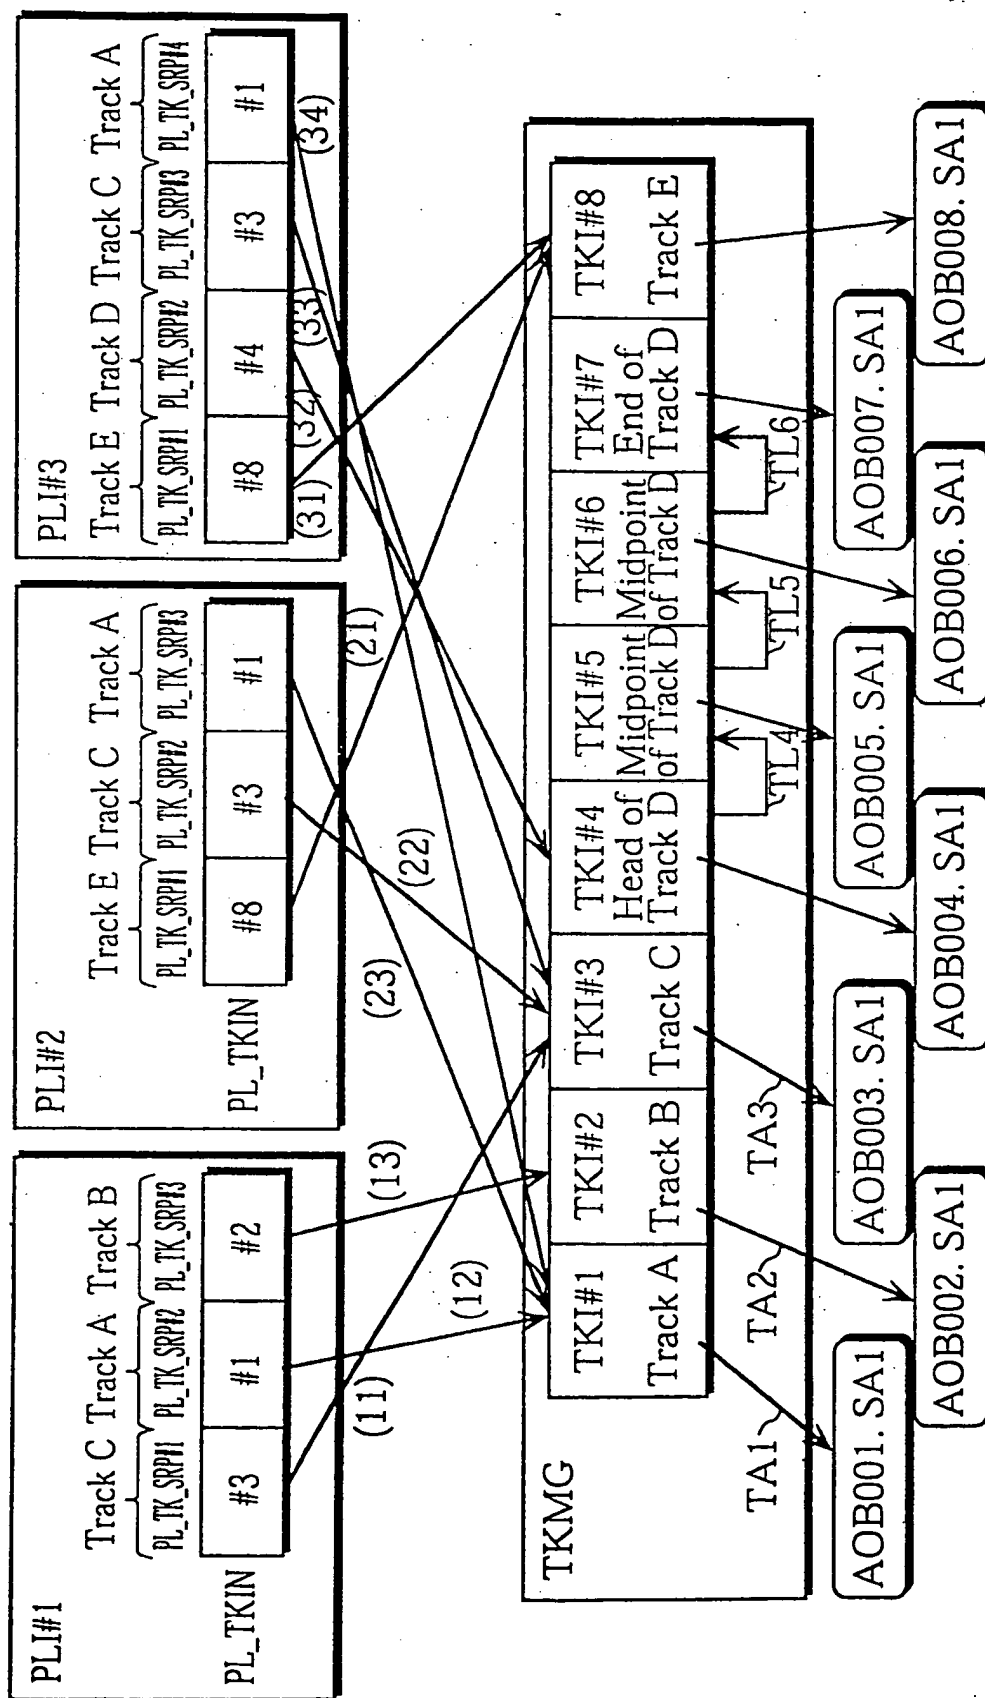 PLI#1
Track C Track A Track B
PL_TK_SRP#1 PL_TK_SRP#2 PL_TK_SRP#3
PL_TKIN
#3 #1 #2
(11)
(12)
(13)
PLI#2
Track E Track C Track A
PL_TK_SRP#1 PL_TK_SRP#2 PL_TK_SRP#3
PL_TKIN
#8 #3 #1
(21)
(22)
(23)
PLI#3
Track E Track D Track C Track A
PL_TK_SRP#1 PL_TK_SRP#2 PL_TK_SRP#3 PL_TK_SRP#4
#8 #4 #3 #1
(31) (32) (33) (34)
TKMG
TKI#1
Track A
TKI#2
Track B
TKI#3
Track C
TKI#4
Head of
Track D
TKI#5
Midpoint
of Track D
TKI#6
Midpoint
of Track D
TKI#7
End of
Track D
TKI#8
Track E
TA1 TA2 TA3 TL4 TL5 TL6
AOB001. SA1
AOB002. SA1
AOB003. SA1
AOB004. SA1
AOB005. SA1
AOB006. SA1
AOB007. SA1
AOB008. SA1